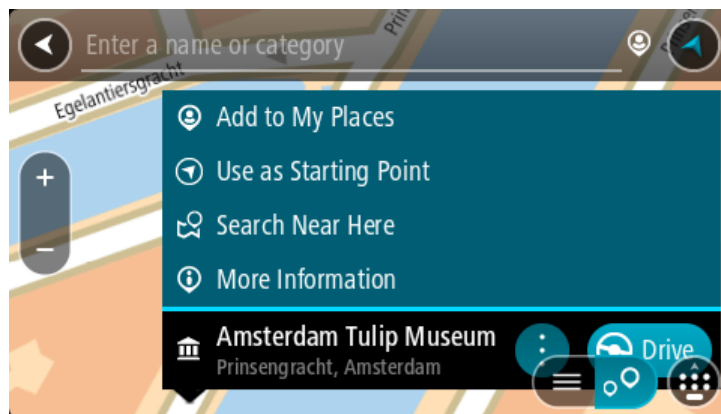 Enter a name or category
Egelantiersgracht
Add to My Places
Use as Starting Point
Search Near Here
More Information
Amsterdam Tulip Museum
Prinsengracht, Amsterdam
Drive